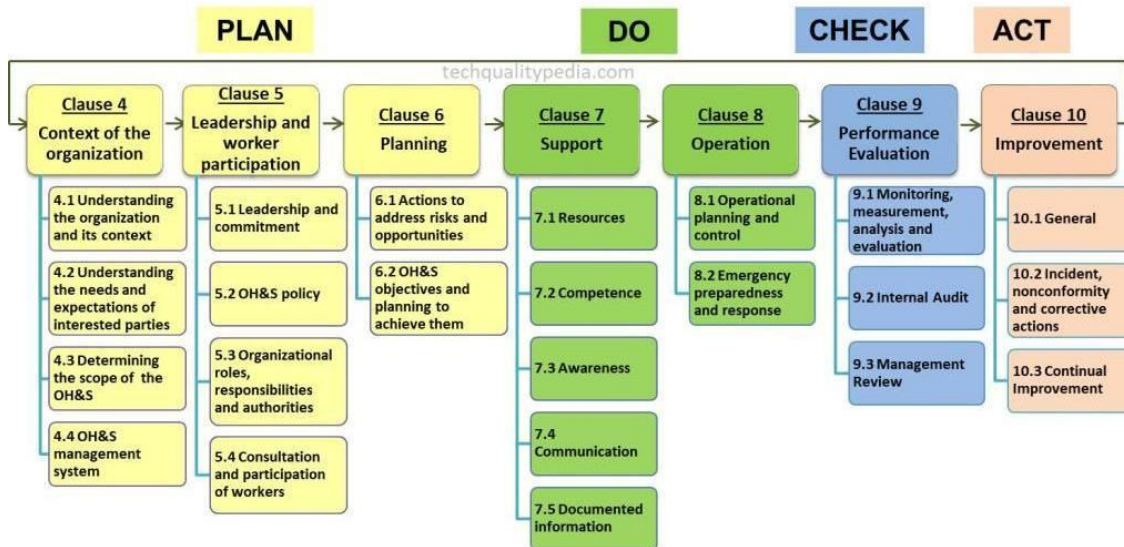 PLAN
DO
CHECK
ACT
techqualitypedia.com
Clause 4
Context of the
organization
4.1 Understanding
the organization
and its context
4.2 Understanding
the needs and
expectations of
interested parties
4.3 Determining
the scope of the
OH&S
4.4 OH&S
management
system
Clause 5
Leadership and
worker
participation
5.1 Leadership and
commitment
5.2 OH&S policy
5.3 Organizational
roles,
responsibilities
and authorities
5.4 Consultation
and participation
of workers
Clause 6
Planning
6.1 Actions to
address risks and
opportunities
6.2 OH&S
objectives and
planning to
achieve them
Clause 7
Support
7.1 Resources
7.2 Competence
7.3 Awareness
7.4
Communication
7.5 Documented
information
Clause 8
Operation
8.1 Operational
planning and
control
8.2 Emergency
preparedness
and response
Clause 9
Performance
Evaluation
9.1 Monitoring,
measurement,
analysis and
evaluation
9.2 Internal Audit
9.3 Management
Review
Clause 10
Improvement
10.1 General
10.2 Incident,
nonconformity
and corrective
actions
10.3 Continual
Improvement